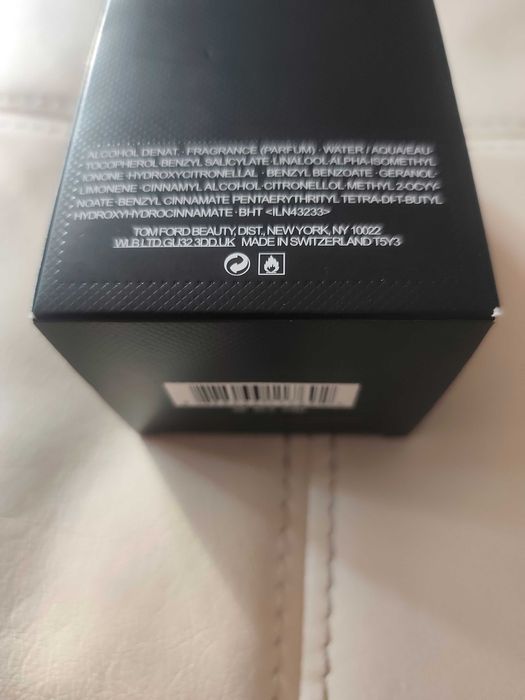 ALCOHOL DENAT. · FRAGRANCE (PARFUM) · WATER / AQUA/EAU ·
TOCOPHEROL · BENZYL SALICYLATE · LINALOOL · ALPHA-ISOMETHYL
IONONE · HYDROXYCITRONELLAL · BENZYL BENZOATE · GERANIOL ·
LIMONENE · CINNAMYL ALCOHOL · CITRONELLOL · METHYL 2-OCTY-
NOATE · BENZYL CINNAMATE · PENTAERYTHRITYL TETRA-DI-T-BUTYL
HYDROXYHYDROCINNAMATE · BHT <ILN43233>
TOM FORD BEAUTY, DIST., NEW YORK, NY 10022
WLB LTD.GU32 3DD.UK MADE IN SWITZERLAND T5Y3